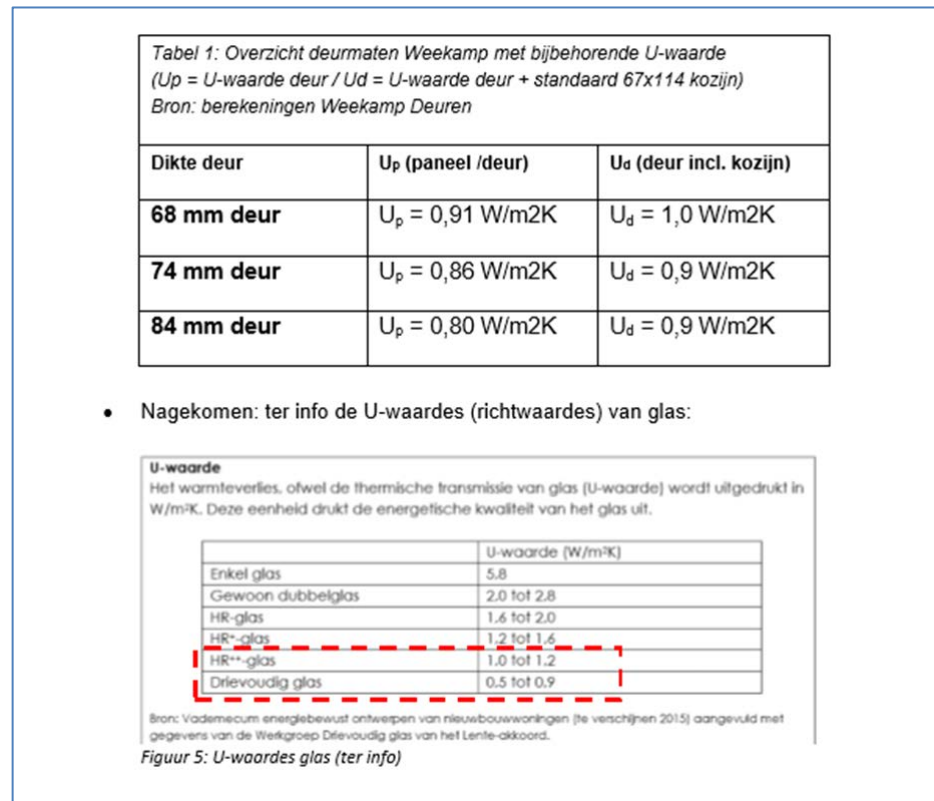 Tabel 1: Overzicht deurmaten Weekamp met bijbehorende U-waarde
(Up = U-waarde deur / Ud = U-waarde deur + standaard 67x114 kozijn)
Bron: berekeningen Weekamp Deuren
Dikte deur Up (paneel /deur) Ud (deur incl. kozijn)
68 mm deur Up = 0,91 W/m2K Ud = 1,0 W/m2K
74 mm deur Up = 0,86 W/m2K Ud = 0,9 W/m2K
84 mm deur Up = 0,80 W/m2K Ud = 0,9 W/m2K
• Nagekomen: ter info de U-waardes (richtwaardes) van glas:
U-waarde
Het warmteverlies, ofwel de thermische transmissie van glas (U-waarde) wordt uitgedrukt in
W/m²K. Deze eenheid drukt de energetische kwaliteit van het glas uit.
U-waarde (W/m²K)
Enkel glas 5.8
Gewoon dubbelglas 2.0 tot 2.8
HR-glas 1.6 tot 2.0
HR⁺-glas 1.2 tot 1.6
HR⁺⁺-glas 1.0 tot 1.2
Drievoudig glas 0.5 tot 0.9
Bron: Vademecum energiebewust ontwerpen van nieuwbouwwoningen (te verschijnen 2015) aangevuld met
gegevens van de Werkgroep Drievoudig glas van het Lente-akkoord.
Figuur 5: U-waardes glas (ter info)